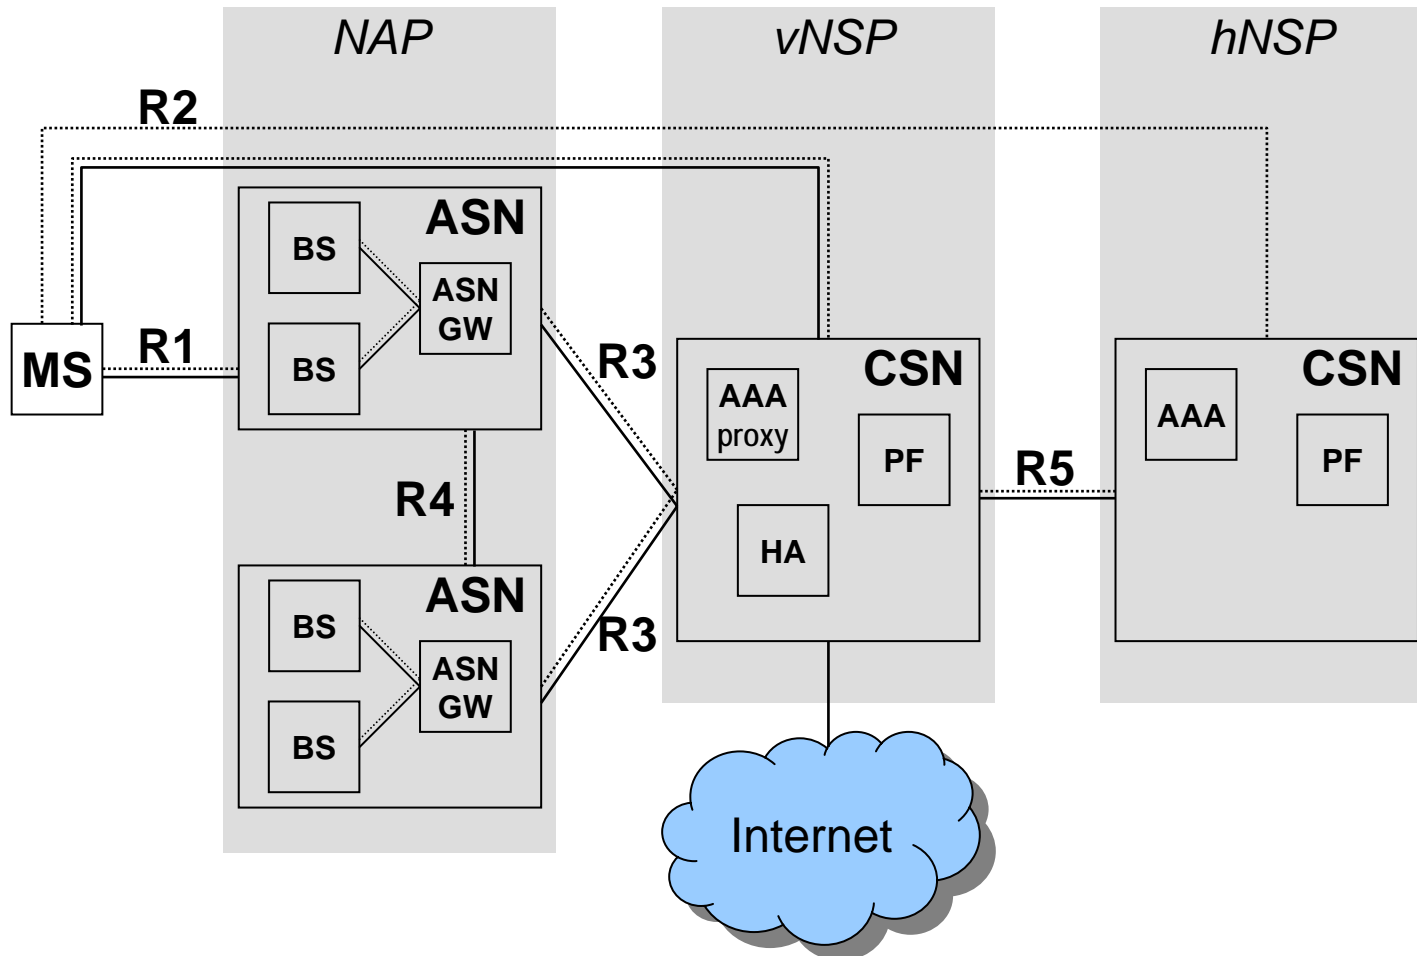 NAP
vNSP
hNSP
R2
ASN
BS
ASN
GW
BS
MS
R1
R3
CSN
AAA
proxy
PF
HA
R5
CSN
AAA
PF
R4
ASN
BS
ASN
GW
BS
R3
Internet